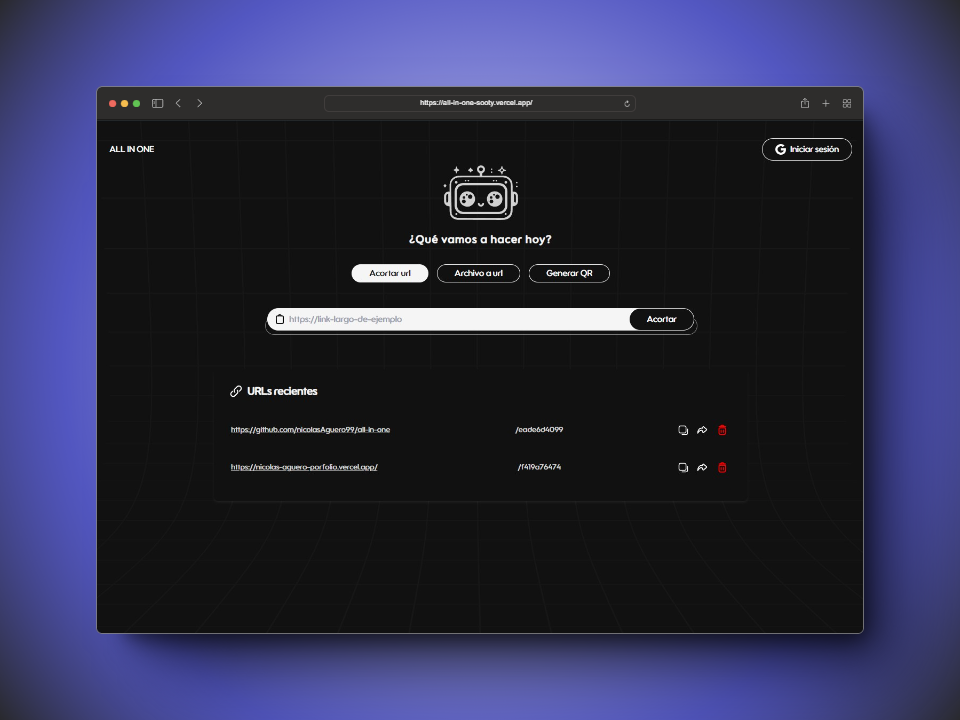 https://all-in-one-sooty.vercel.app/
ALL IN ONE
Iniciar sesión
¿Qué vamos a hacer hoy?
Acortar url
Archivo a url
Generar QR
https://link-largo-de-ejemplo
Acortar
URLs recientes
https://github.com/nicolasAguero99/all-in-one
/eade6d4099
https://nicolas-aguero-porfolio.vercel.app/
/f419a76474